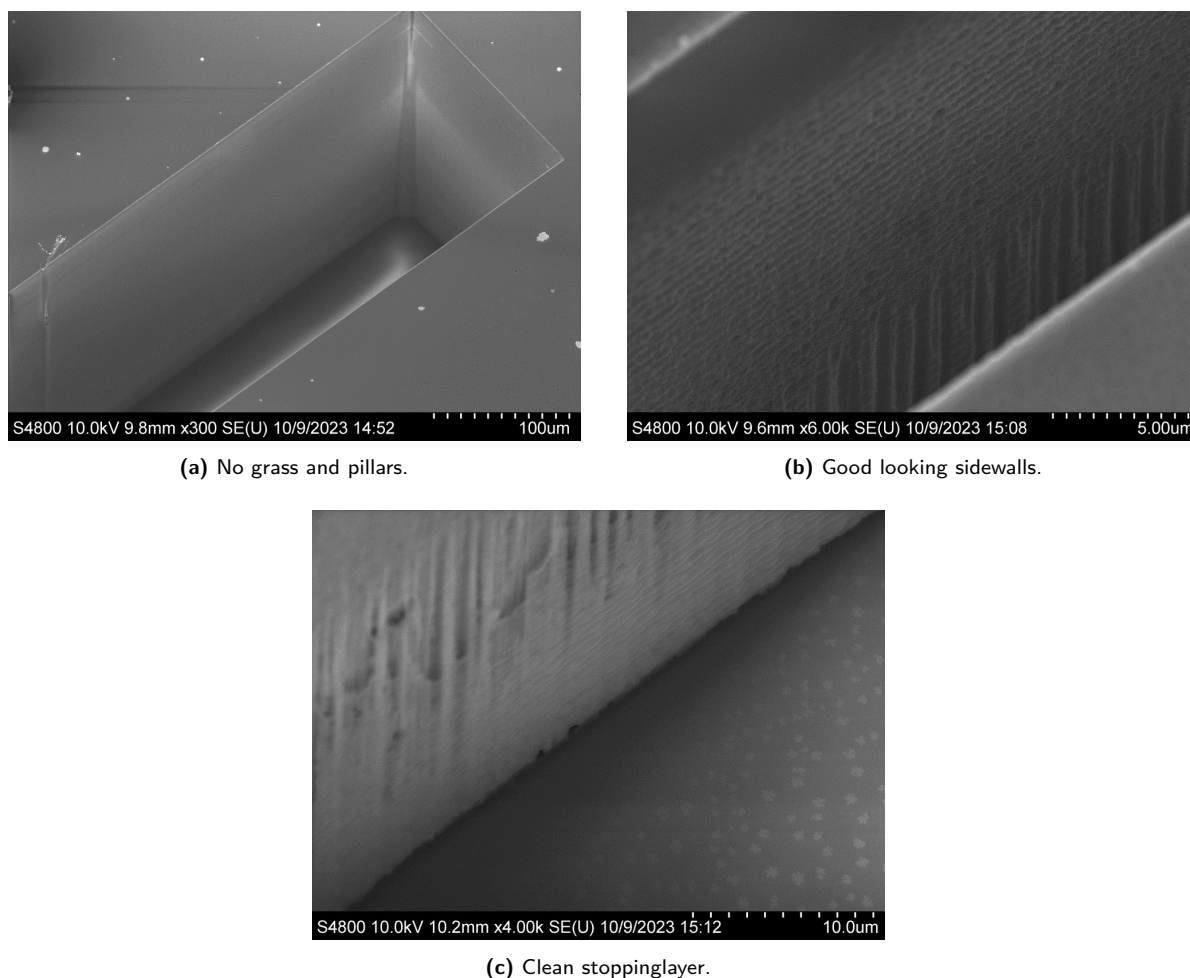 S4800 10.0kV 9.8mm x300 SE(U) 10/9/2023 14:52 100um
S4800 10.0kV 9.6mm x6.00k SE(U) 10/9/2023 15:08 5.00um
(a) No grass and pillars.
(b) Good looking sidewalls.
S4800 10.0kV 10.2mm x4.00k SE(U) 10/9/2023 15:12 10.0um
(c) Clean stoppinglayer.